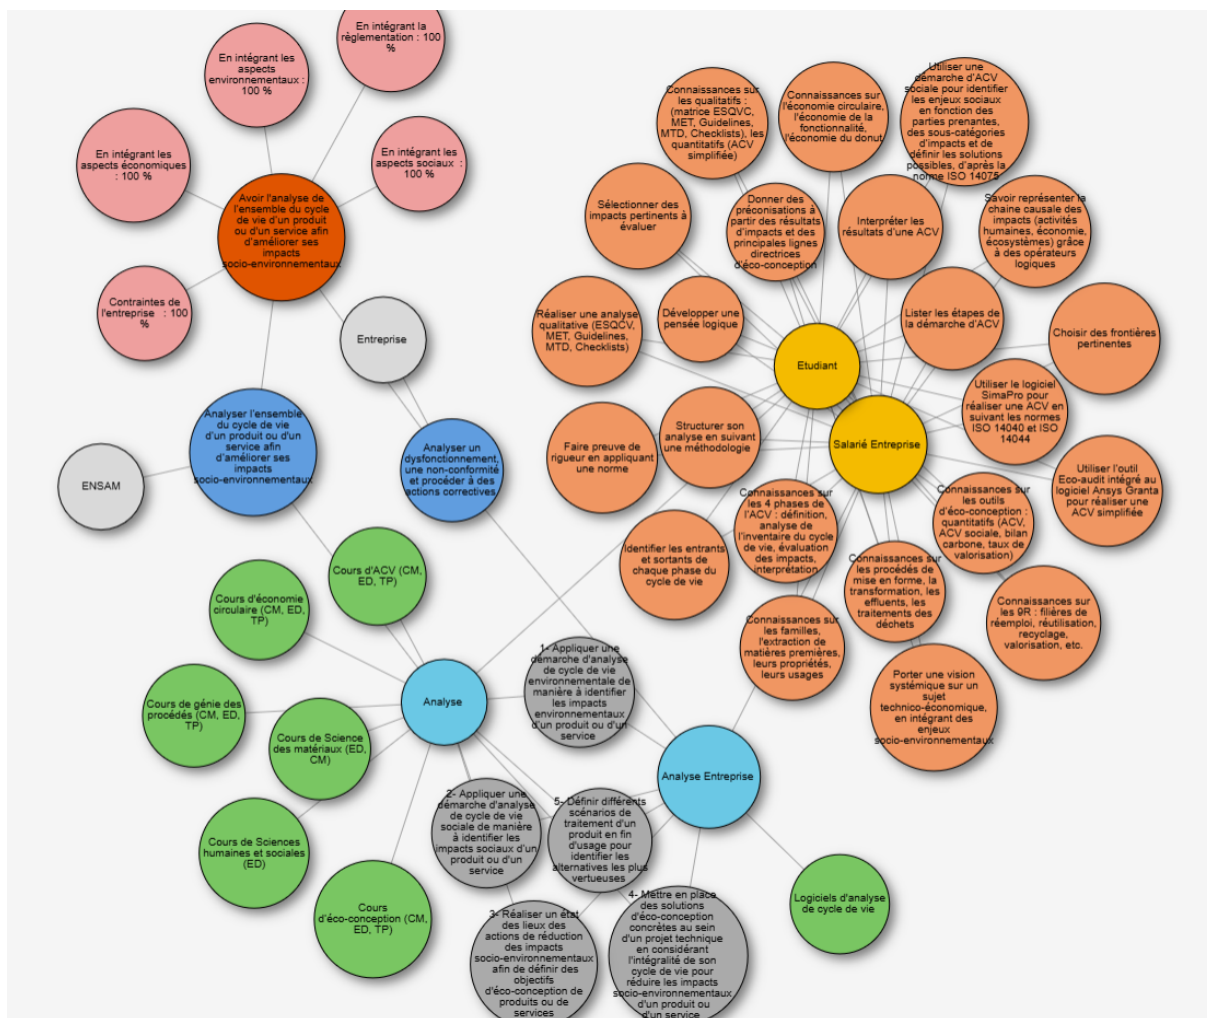 En intégrant la
règlementation : 100
%
En intégrant les
aspects
environnementaux :
100 %
En intégrant les
aspects économiques
: 100 %
En intégrant les
aspects sociaux :
100 %
Avoir l'analyse de
l'ensemble du cycle
de vie d'un produit
ou d'un service afin
d'améliorer ses
impacts
socio-environnementaux
Contraintes de
l'entreprise : 100
%
Entreprise
Analyser l'ensemble
du cycle de vie
d'un produit ou d'un
service afin
d'améliorer ses
impacts
socio-environnementaux
Analyser un
dysfonctionnement,
une non-conformité
et procéder à des
actions correctives
ENSAM
Connaissances sur
les qualitatifs :
(matrice ESQVC,
MET, Guidelines,
MTD, Checklists), les
quantitatifs (ACV
simplifiée)
Connaissances sur
l'économie circulaire,
l'économie de la
fonctionnalité,
l'économie du donut
Utiliser une
démarche d'ACV
sociale pour identifier
les enjeux sociaux
en fonction des
parties prenantes,
des sous-catégories
d'impacts et de
définir les solutions
possibles, d'après la
norme ISO 14075
Sélectionner des
impacts pertinents à
évaluer
Donner des
préconisations à
partir des résultats
d'impacts et des
principales lignes
directrices
d'éco-conception
Interpréter les
résultats d'une ACV
Savoir représenter la
chaine causale des
impacts (activités
humaines, économie,
écosystèmes) grâce
à des opérateurs
logiques
Réaliser une analyse
qualitative (ESQCV,
MET, Guidelines,
MTD, Checklists)
Développer une
pensée logique
Lister les étapes de
la démarche d'ACV
Choisir des frontières
pertinentes
Etudiant
Utiliser le logiciel
SimaPro pour
réaliser une ACV en
suivant les normes
ISO 14040 et ISO
14044
Salarié Entreprise
Structurer son
analyse en suivant
une méthodologie
Faire preuve de
rigueur en appliquant
une norme
Utiliser l'outil
Eco-audit intégré au
logiciel Ansys Granta
pour réaliser une
ACV simplifiée
Connaissances sur
les 4 phases de
l'ACV : définition,
analyse de
l'inventaire du cycle
de vie, évaluation
des impacts,
interprétation
Connaissances sur
les outils
d'éco-conception :
quantitatifs (ACV,
ACV sociale, bilan
carbone, taux de
valorisation)
Identifier les entrants
et sortants de
chaque phase du
cycle de vie
Connaissances sur
les procédés de
mise en forme, la
transformation, les
effluents, les
traitements des
déchets
Connaissances sur
les 9R : filières de
réemploi, réutilisation,
recyclage,
valorisation, etc.
Connaissances sur
les familles,
l'extraction de
matières premières,
leurs propriétés,
leurs usages
Porter une vision
systémique sur un
sujet
technico-économique,
en intégrant des
enjeux
socio-environnementaux
Cours d'ACV (CM,
ED, TP)
Cours d'économie
circulaire (CM, ED,
TP)
Cours de génie des
procédés (CM, ED,
TP)
Cours de Science
des matériaux (ED,
CM)
Cours de Sciences
humaines et sociales
(ED)
Cours
d'éco-conception (CM,
ED, TP)
Analyse
1- Appliquer une
démarche d'analyse
de cycle de vie
environnementale de
manière à identifier
les impacts
environnementaux
d'un produit ou d'un
service
Analyse Entreprise
2- Appliquer une
démarche d'analyse
de cycle de vie
sociale de manière
à identifier les
impacts sociaux d'un
produit ou d'un
service
5- Définir différents
scénarios de
traitement d'un
produit en fin
d'usage pour
identifier les
alternatives les plus
vertueuses
3- Réaliser un état
des lieux des
actions de réduction
des impacts
socio-environnementaux
afin de définir des
objectifs
d'éco-conception de
produits ou de
services
4- Mettre en place
des solutions
d'éco-conception
concrètes au sein
d'un projet technique
en considérant
l'intégralité de son
cycle de vie pour
réduire les impacts
socio-environnementaux
d'un produit ou
d'un service
Logiciels d'analyse
de cycle de vie